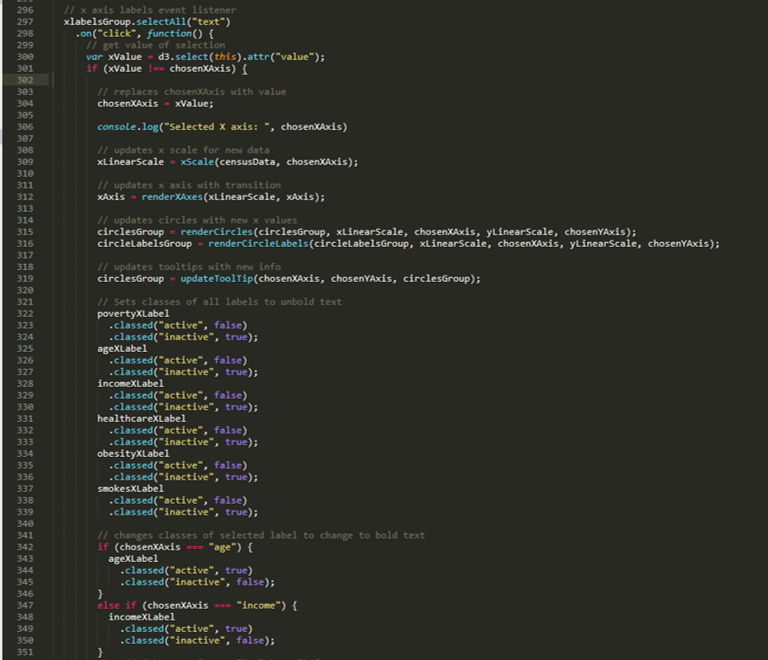 296 // x axis labels event listener
297 xlabelsGroup.selectAll("text")
298 .on("click", function() {
299 // get value of selection
300 var xValue = d3.select(this).attr("value");
301 if (xValue !== chosenXAxis) {
302
303 // replaces chosenXAxis with value
304 chosenXAxis = xValue;
305
306 console.log("Selected X axis: ", chosenXAxis)
307
308 // updates x scale for new data
309 xLinearScale = xScale(censusData, chosenXAxis);
310
311 // updates x axis with transition
312 xAxis = renderXAxes(xLinearScale, xAxis);
313
314 // updates circles with new x values
315 circlesGroup = renderCircles(circlesGroup, xLinearScale, chosenXAxis, yLinearScale, chosenYAxis);
316 circleLabelsGroup = renderCircleLabels(circleLabelsGroup, xLinearScale, chosenXAxis, yLinearScale, chosenYAxis);
317
318 // updates tooltips with new info
319 circlesGroup = updateToolTip(chosenXAxis, chosenYAxis, circlesGroup);
320
321 // Sets classes of all labels to unbold text
322 povertyXLabel
323 .classed("active", false)
324 .classed("inactive", true);
325 ageXLabel
326 .classed("active", false)
327 .classed("inactive", true);
328 incomeXLabel
329 .classed("active", false)
330 .classed("inactive", true);
331 healthcareXLabel
332 .classed("active", false)
333 .classed("inactive", true);
334 obesityXLabel
335 .classed("active", false)
336 .classed("inactive", true);
337 smokesXLabel
338 .classed("active", false)
339 .classed("inactive", true);
340
341 // changes classes of selected label to change to bold text
342 if (chosenXAxis === "age") {
343 ageXLabel
344 .classed("active", true)
345 .classed("inactive", false);
346 }
347 else if (chosenXAxis === "income") {
348 incomeXLabel
349 .classed("active", true)
350 .classed("inactive", false);
351 }